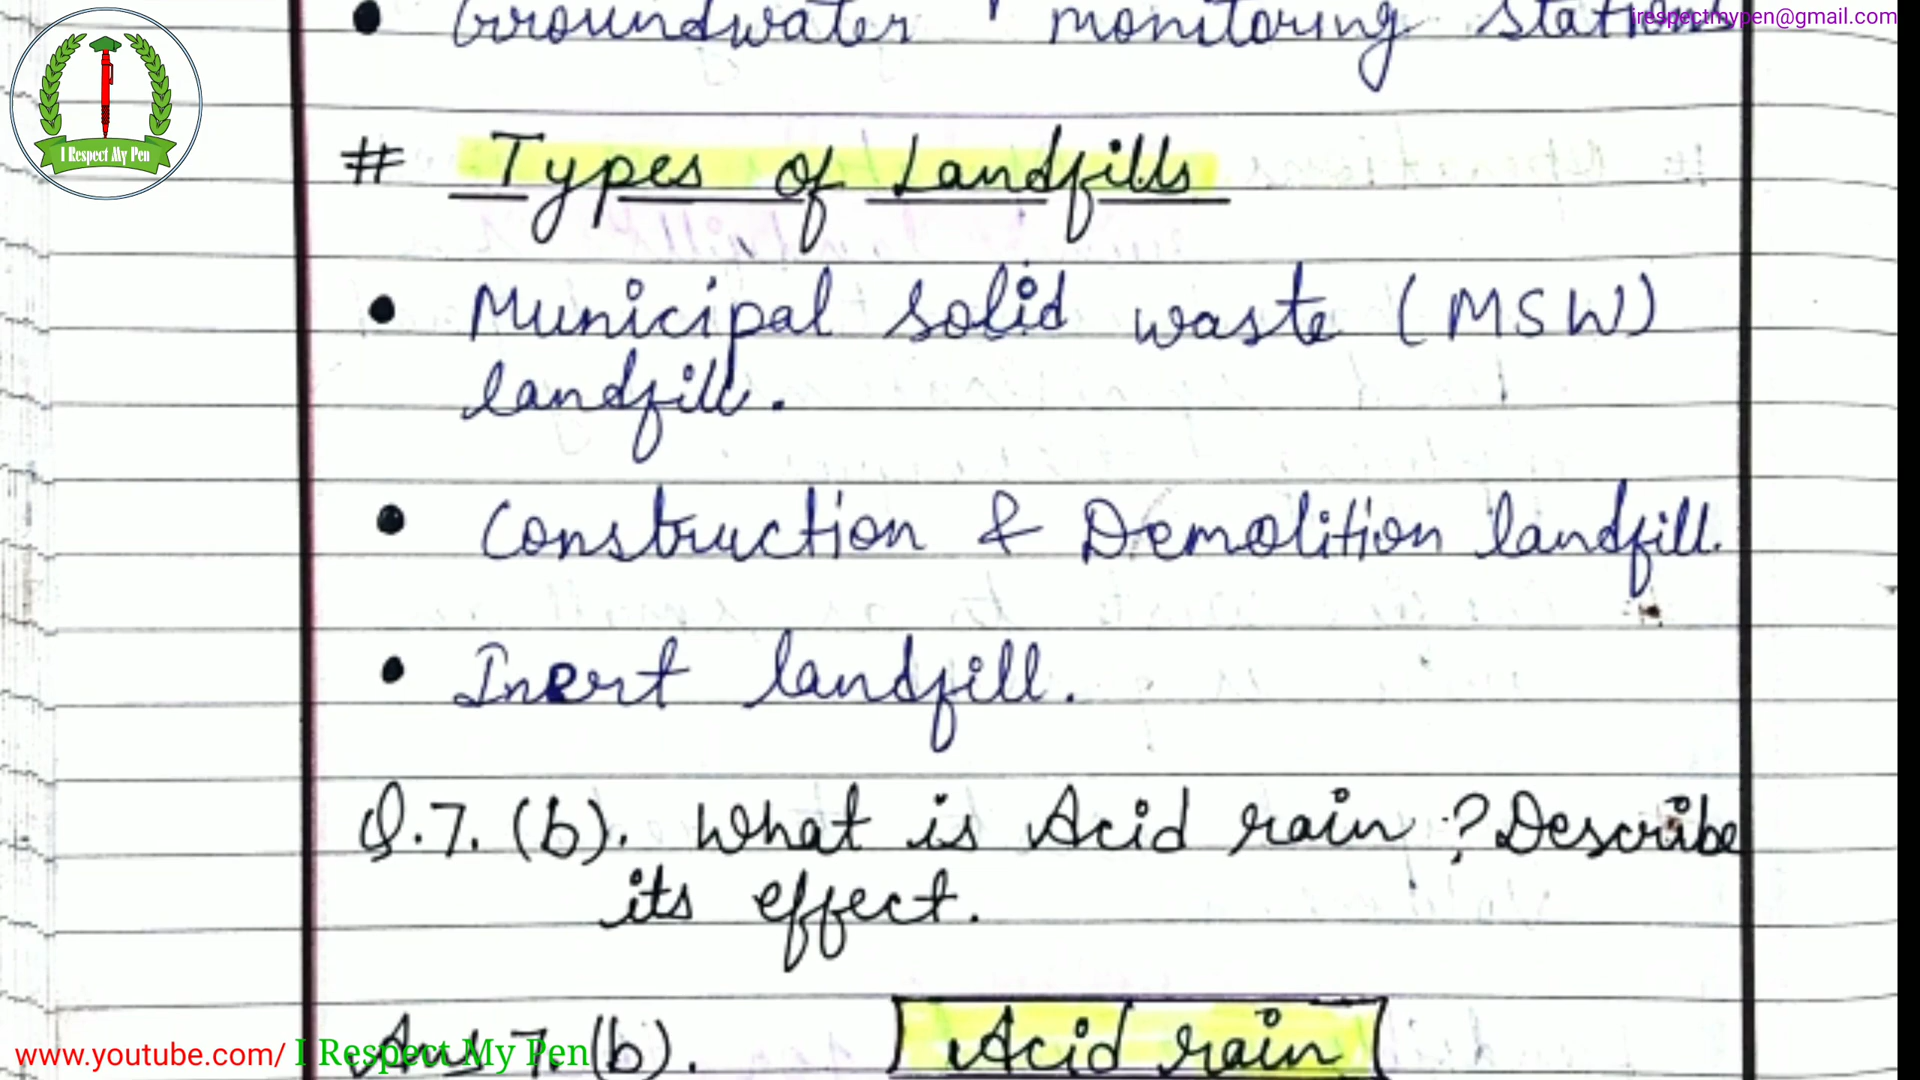 irespectmypen@gmail.com
• Groundwater monitoring stations
I Respect My Pen
# Types of Landfills
• Municipal solid waste (MSW)
landfill.
• Construction & Demolition landfill.
• Inert landfill.
Q.7. (b). What is Acid rain ? Describe
its effect.
Ans 7. (b). Acid rain
www.youtube.com/ I Respect My Pen